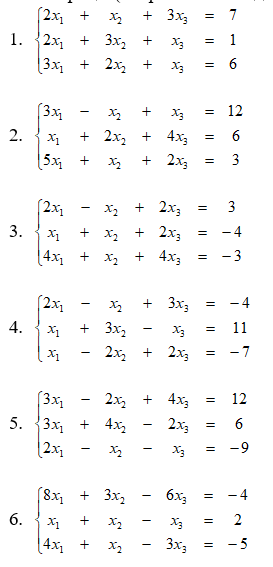 2x₁ + x₂ + 3x₃ = 7
1. 2x₁ + 3x₂ + x₃ = 1
3x₁ + 2x₂ + x₃ = 6
3x₁ − x₂ + x₃ = 12
2. x₁ + 2x₂ + 4x₃ = 6
5x₁ + x₂ + 2x₃ = 3
2x₁ − x₂ + 2x₃ = 3
3. x₁ + x₂ + 2x₃ = −4
4x₁ + x₂ + 4x₃ = −3
2x₁ − x₂ + 3x₃ = −4
4. x₁ + 3x₂ − x₃ = 11
x₁ − 2x₂ + 2x₃ = −7
3x₁ − 2x₂ + 4x₃ = 12
5. 3x₁ + 4x₂ − 2x₃ = 6
2x₁ − x₂ − x₃ = −9
8x₁ + 3x₂ − 6x₃ = −4
6. x₁ + x₂ − x₃ = 2
4x₁ + x₂ − 3x₃ = −5